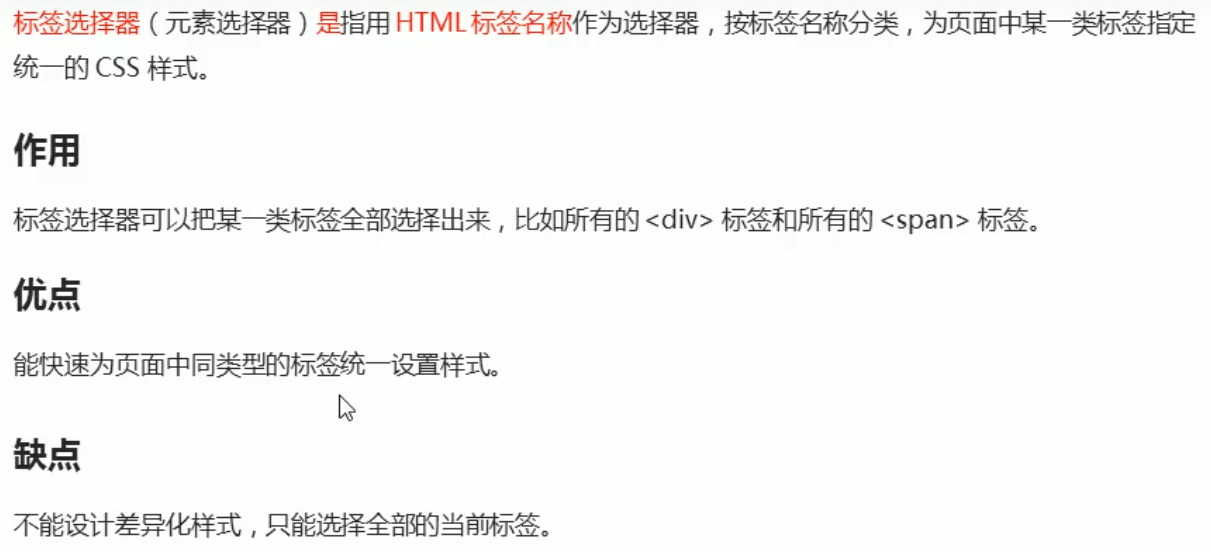 标签选择器（元素选择器）是指用 HTML 标签名称作为选择器，按标签名称分类，为页面中某一类标签指定
统一的 CSS 样式。
作用
标签选择器可以把某一类标签全部选择出来，比如所有的 <div> 标签和所有的 <span> 标签。
优点
能快速为页面中同类型的标签统一设置样式。
缺点
不能设计差异化样式，只能选择全部的当前标签。